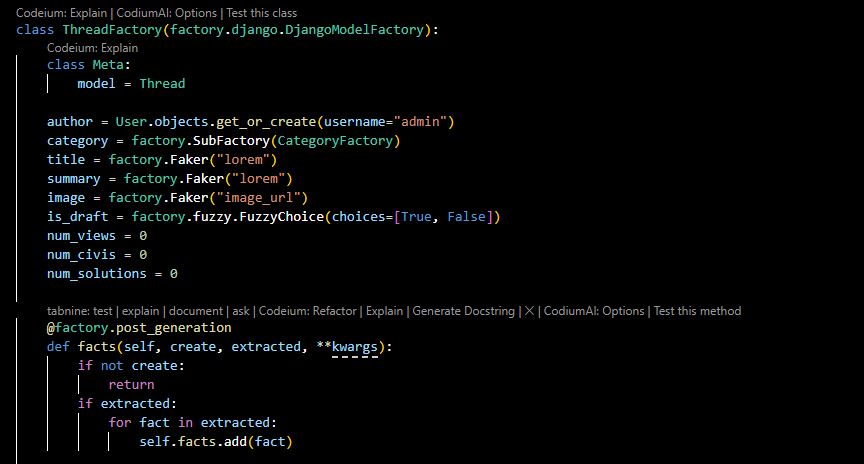 Codeium: Explain | CodiumAI: Options | Test this class
class ThreadFactory(factory.django.DjangoModelFactory):
Codeium: Explain
class Meta:
model = Thread
author = User.objects.get_or_create(username="admin")
category = factory.SubFactory(CategoryFactory)
title = factory.Faker("lorem")
summary = factory.Faker("lorem")
image = factory.Faker("image_url")
is_draft = factory.fuzzy.FuzzyChoice(choices=[True, False])
num_views = 0
num_civis = 0
num_solutions = 0
tabnine: test | explain | document | ask | Codeium: Refactor | Explain | Generate Docstring | X | CodiumAI: Options | Test this method
@factory.post_generation
def facts(self, create, extracted, **kwargs):
if not create:
return
if extracted:
for fact in extracted:
self.facts.add(fact)